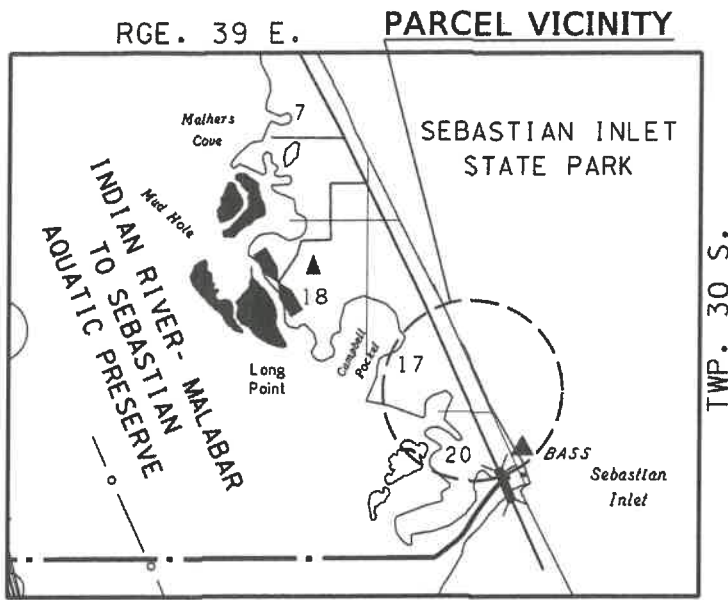 RGE. 39 E.
PARCEL VICINITY
Mathers
Cove
7
SEBASTIAN INLET
STATE PARK
Mud Hole
INDIAN RIVER- MALABAR
TO SEBASTIAN
AQUATIC PRESERVE
TWP. 30 S.
18
Campbell
Pocket
17
Long
Point
20
BASS
Sebastian
Inlet